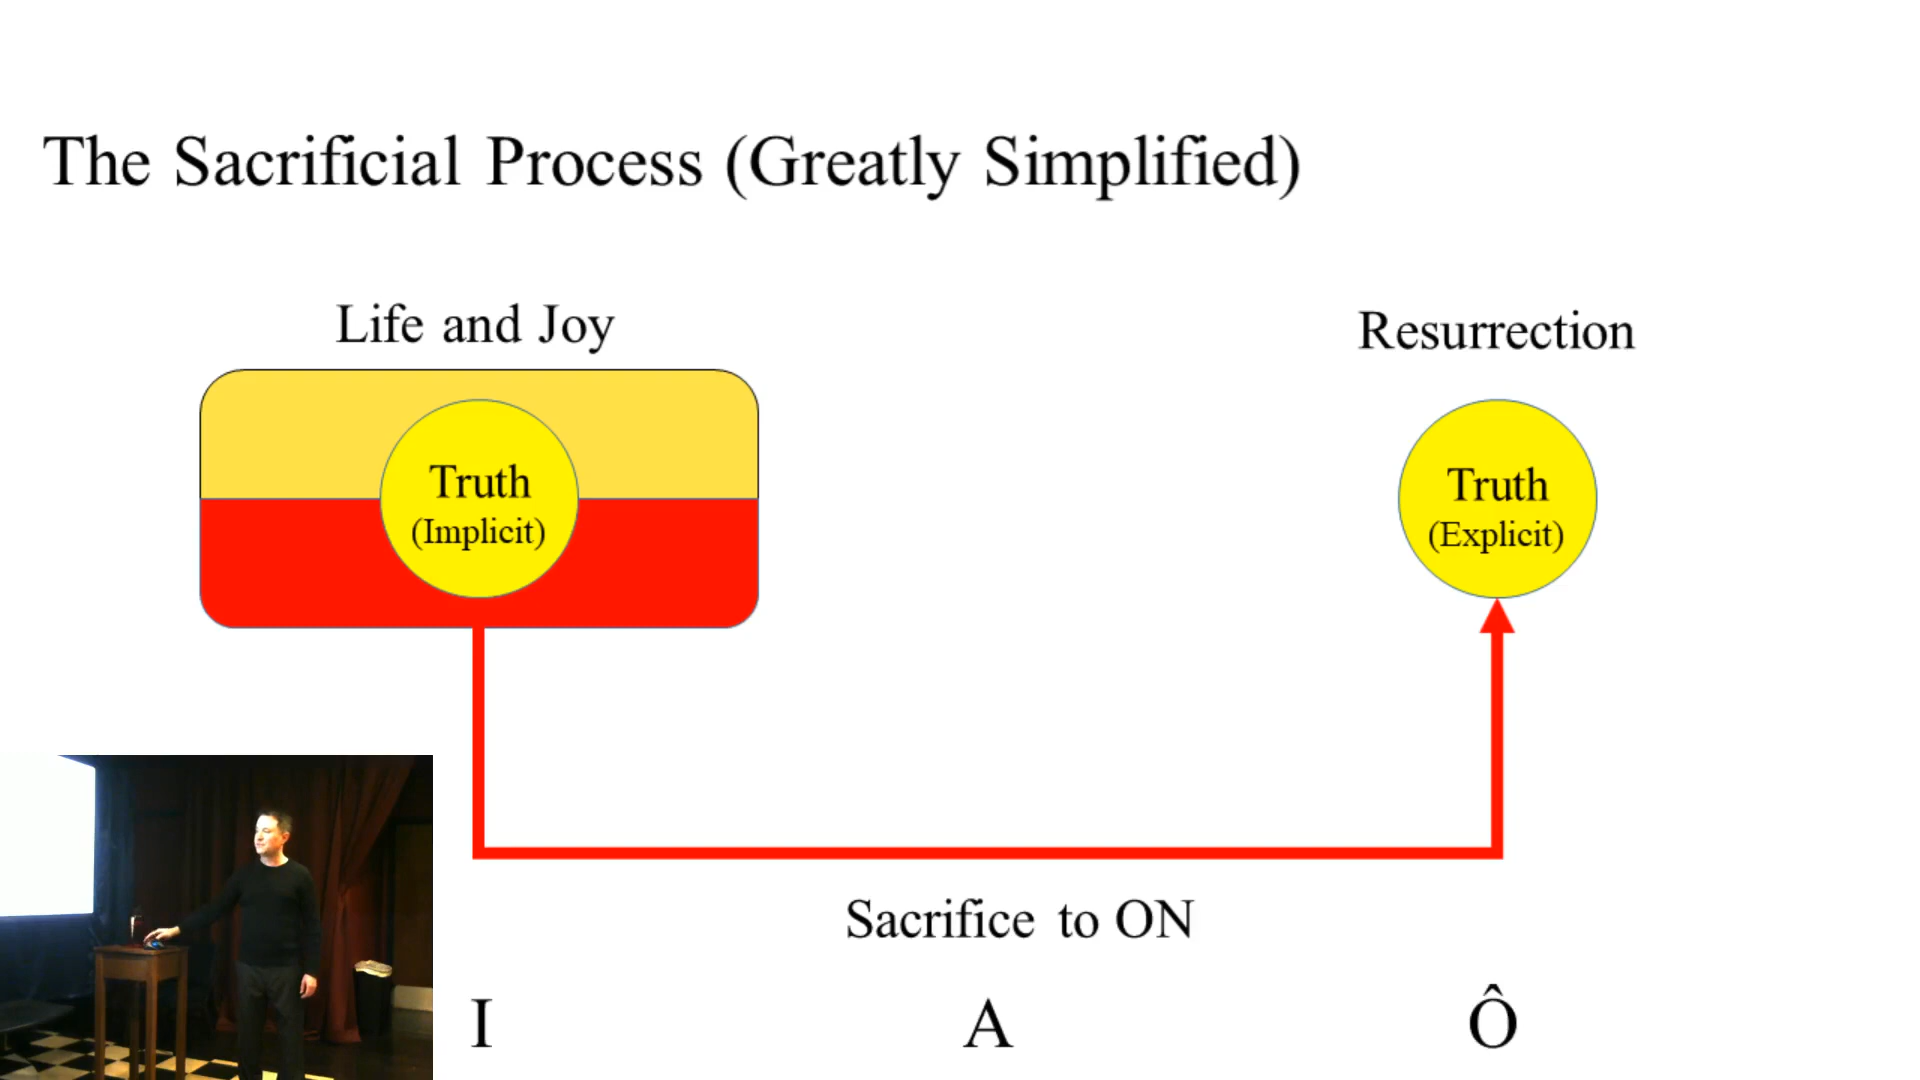 The Sacrificial Process (Greatly Simplified)
Life and Joy
Resurrection
Truth
(Implicit)
Truth
(Explicit)
Sacrifice to ON
I A Ô